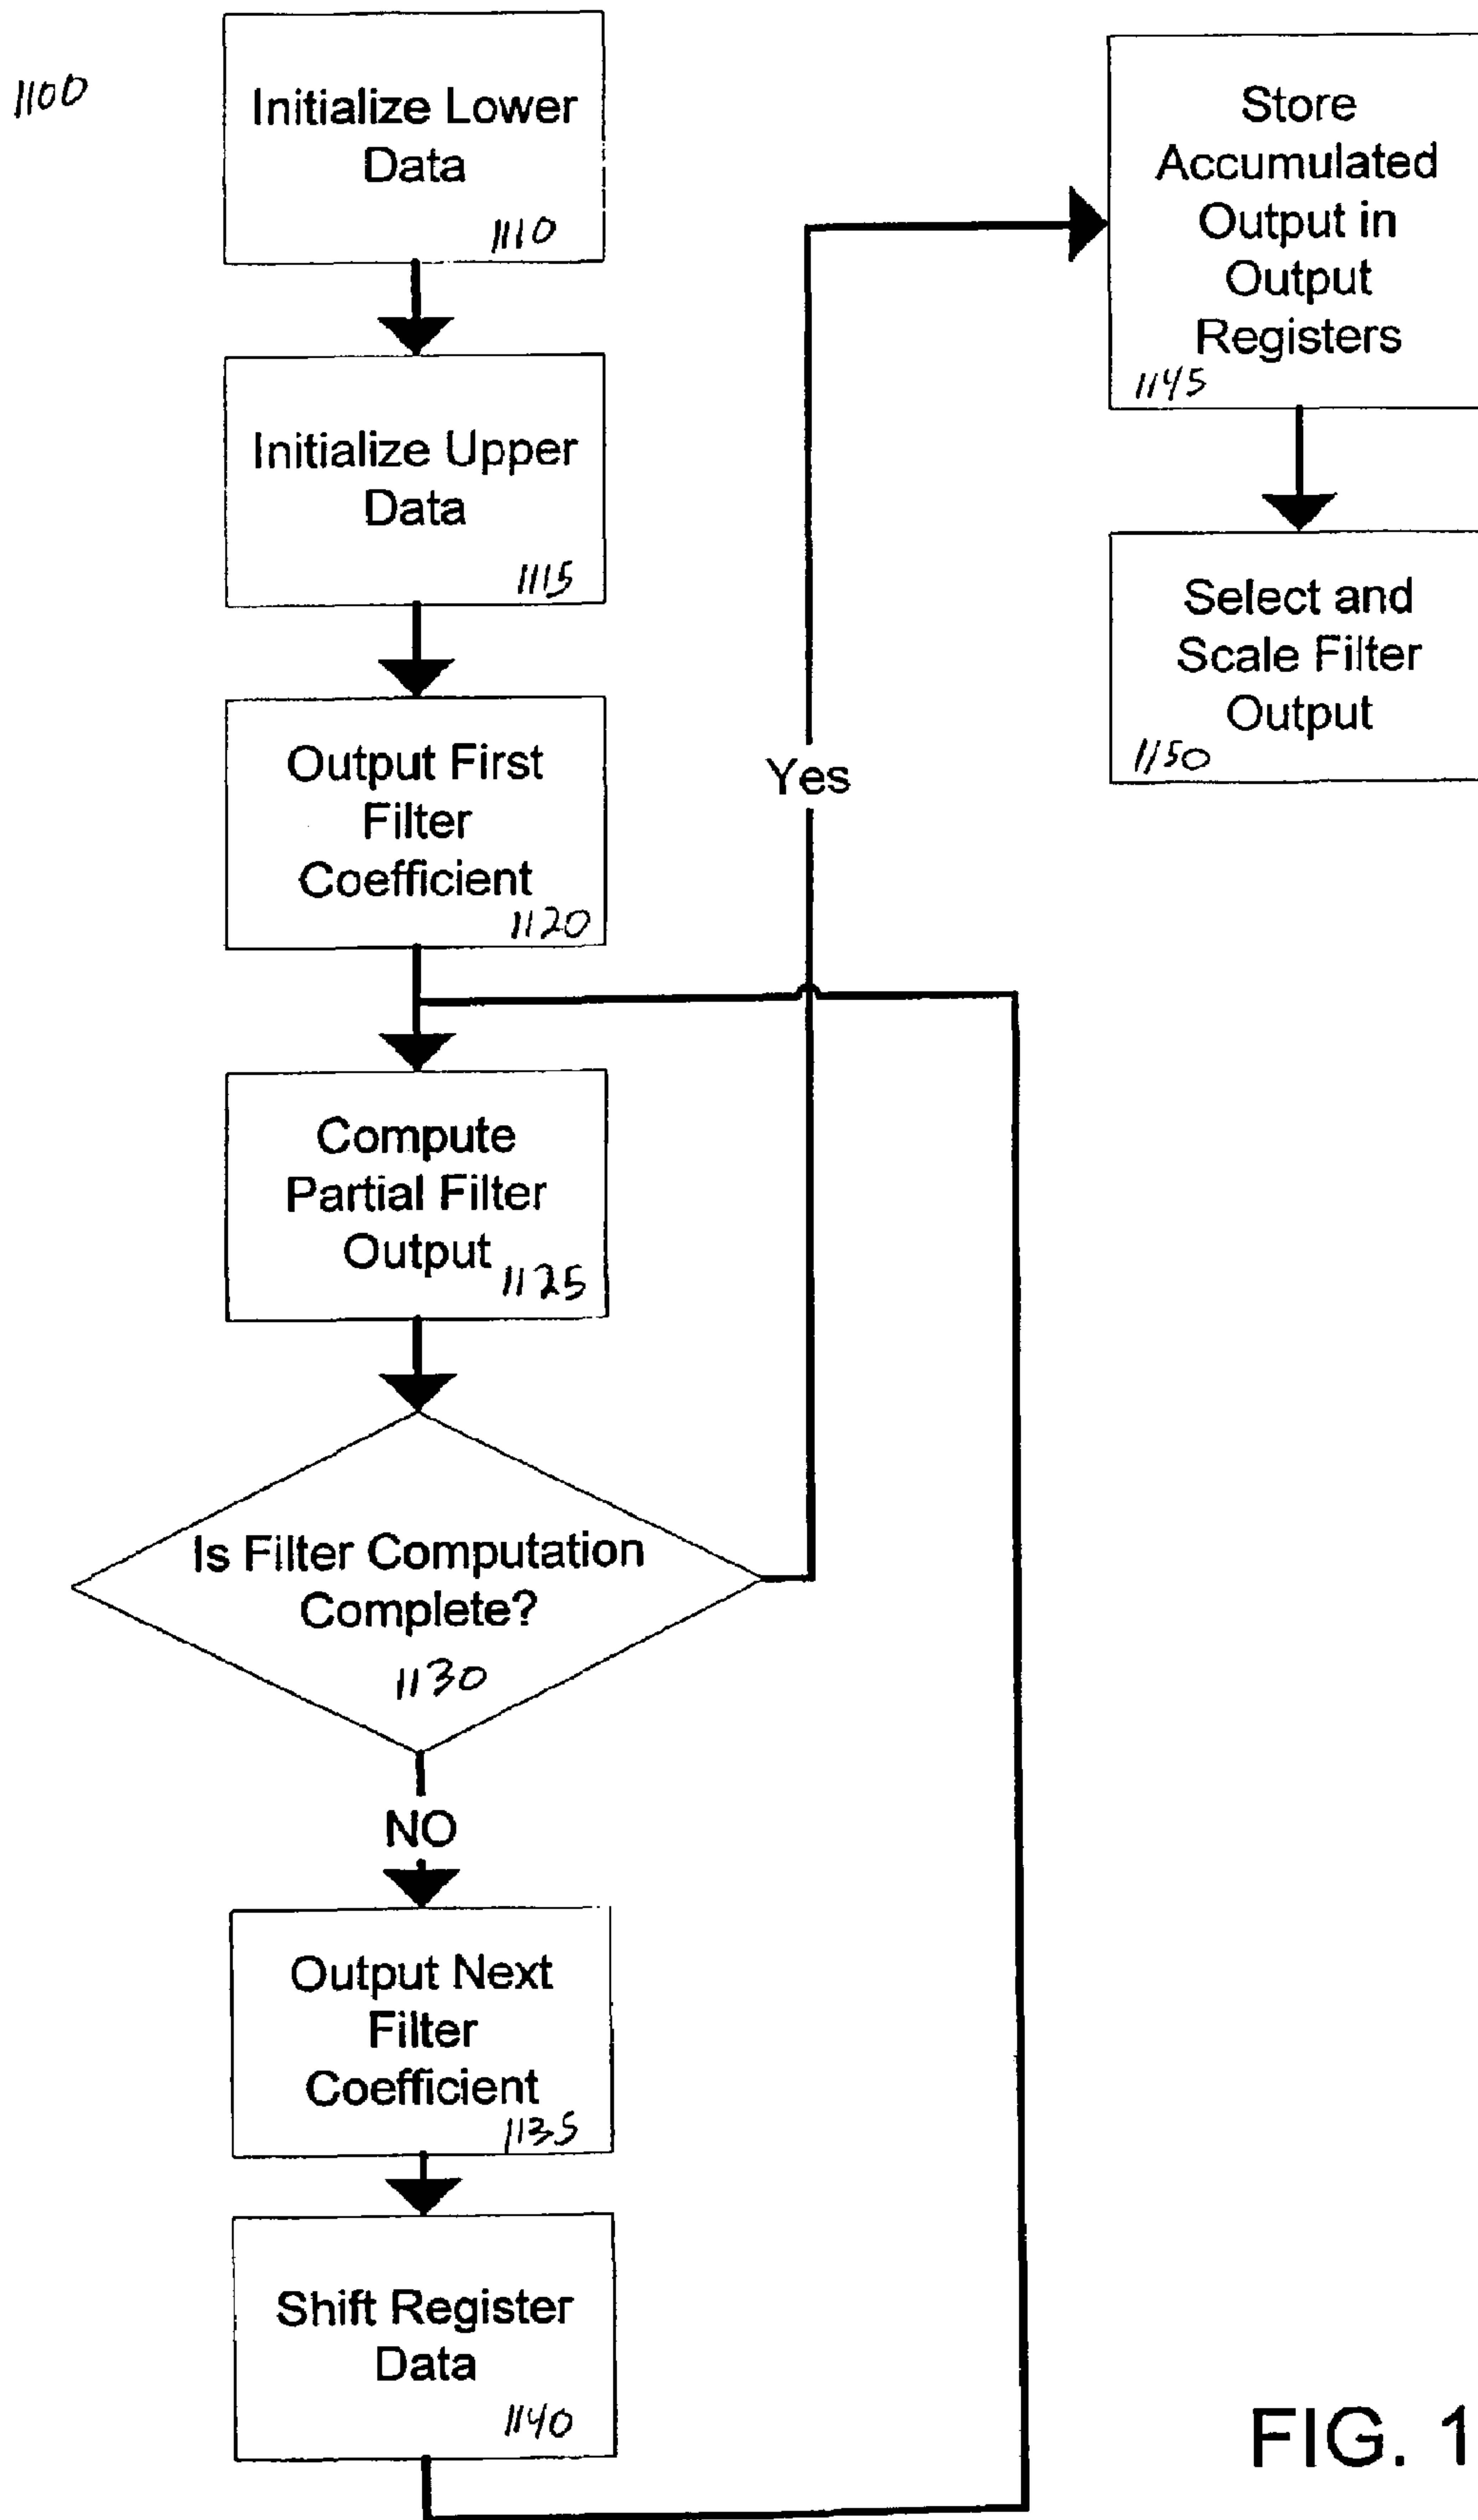 1100
Initialize Lower
Data
1110
Initialize Upper
Data
1115
Output First
Filter
Coefficient
1120
Compute
Partial Filter
Output
1125
Is Filter Computation
Complete?
1130
NO
Output Next
Filter
Coefficient
1135
Shift Register
Data
1140
Yes
Store
Accumulated
Output in
Output
Registers
1145
Select and
Scale Filter
Output
1150
FIG. 1